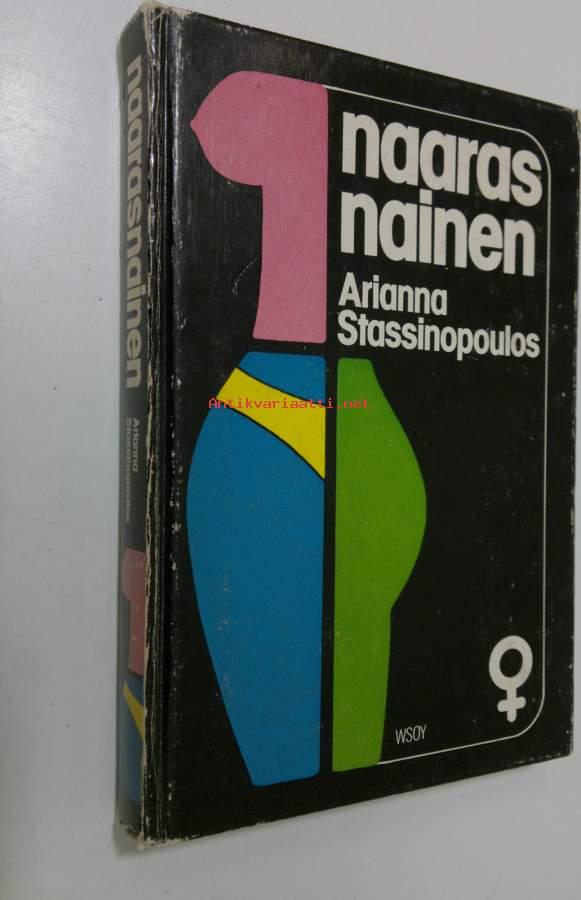 naaras
nainen
Arianna
Stassinopoulos
WSOY
naarasnainen
Arianna
Stassinopoulos
Antikvariaatti.net